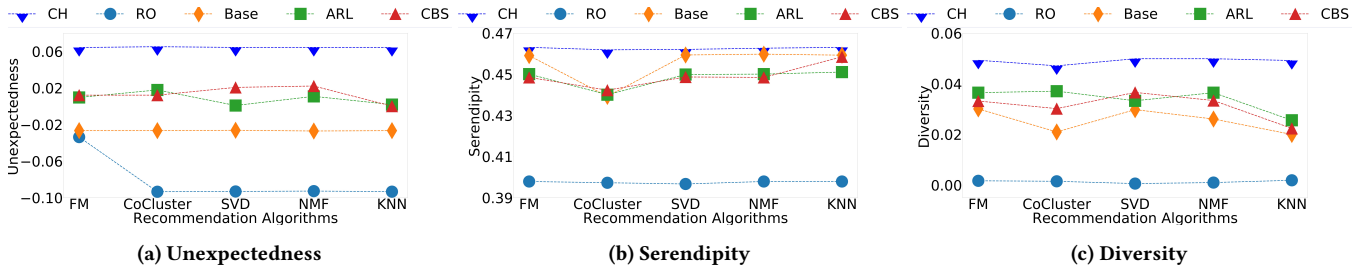 CH RO Base ARL CBS
0.06
0.02
−0.02
−0.06
−0.10
Unexpectedness
FM CoCluster SVD NMF KNN
Recommendation Algorithms
(a) Unexpectedness
CH RO Base ARL CBS
0.47
0.45
0.43
0.41
0.39
Serendipity
FM CoCluster SVD NMF KNN
Recommendation Algorithms
(b) Serendipity
CH RO Base ARL CBS
0.06
0.04
0.02
0.00
Diversity
FM CoCluster SVD NMF KNN
Recommendation Algorithms
(c) Diversity